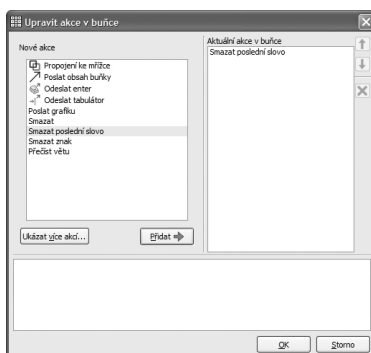 Upravit akce v buňce
Nové akce
Propojení ke mřížce
Poslat obsah buňky
Odeslat enter
Odeslat tabulátor
Poslat grafiku
Smazat
Smazat poslední slovo
Smazat znak
Přečíst větu
Ukázat více akcí...
Přidat
Aktuální akce v buňce
Smazat poslední slovo
OK
Storno